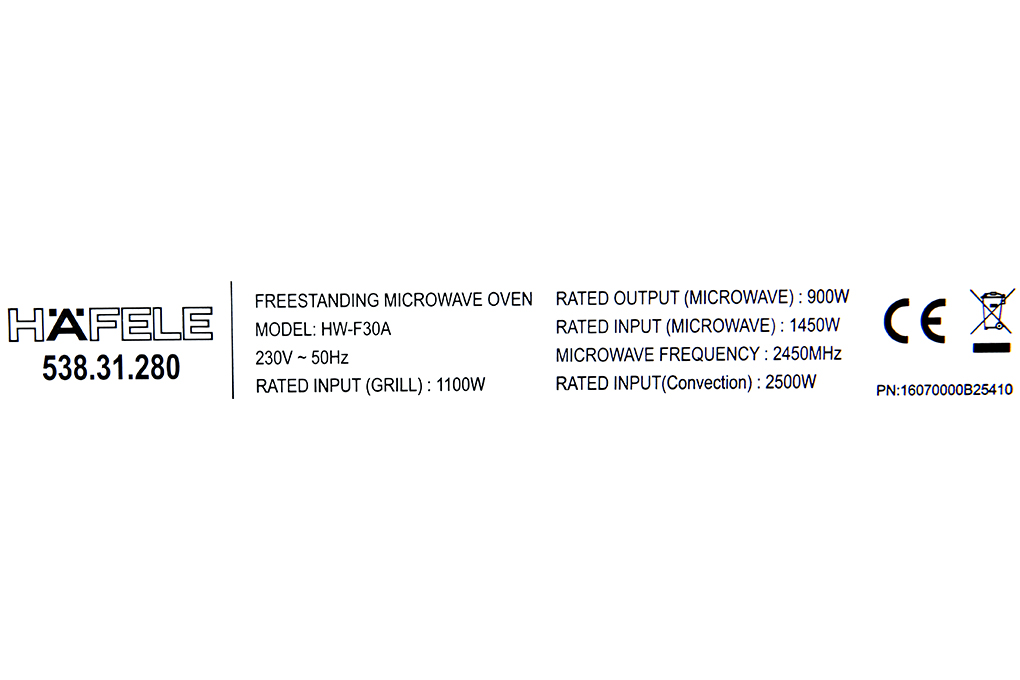 HÄFELE
538.31.280
FREESTANDING MICROWAVE OVEN
MODEL: HW-F30A
230V ~ 50Hz
RATED INPUT (GRILL) : 1100W
RATED OUTPUT (MICROWAVE) : 900W
RATED INPUT (MICROWAVE) : 1450W
MICROWAVE FREQUENCY : 2450MHz
RATED INPUT(Convection) : 2500W
CE
PN:16070000B25410